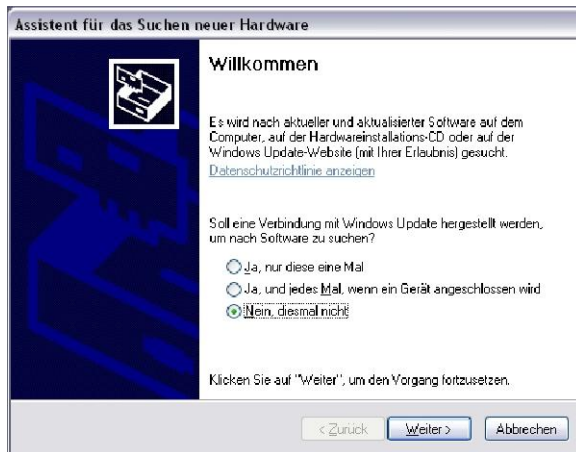 Assistent für das Suchen neuer Hardware
Willkommen
Es wird nach aktueller und aktualisierter Software auf dem
Computer, auf der Hardwareinstallations-CD oder auf der
Windows Update-Website (mit Ihrer Erlaubnis) gesucht.
Datenschutzrichtlinie anzeigen
Soll eine Verbindung mit Windows Update hergestellt werden,
um nach Software zu suchen?
Ja, nur diese eine Mal
Ja, und jedes Mal, wenn ein Gerät angeschlossen wird
Nein, diesmal nicht
Klicken Sie auf "Weiter", um den Vorgang fortzusetzen.
< Zurück Weiter > Abbrechen